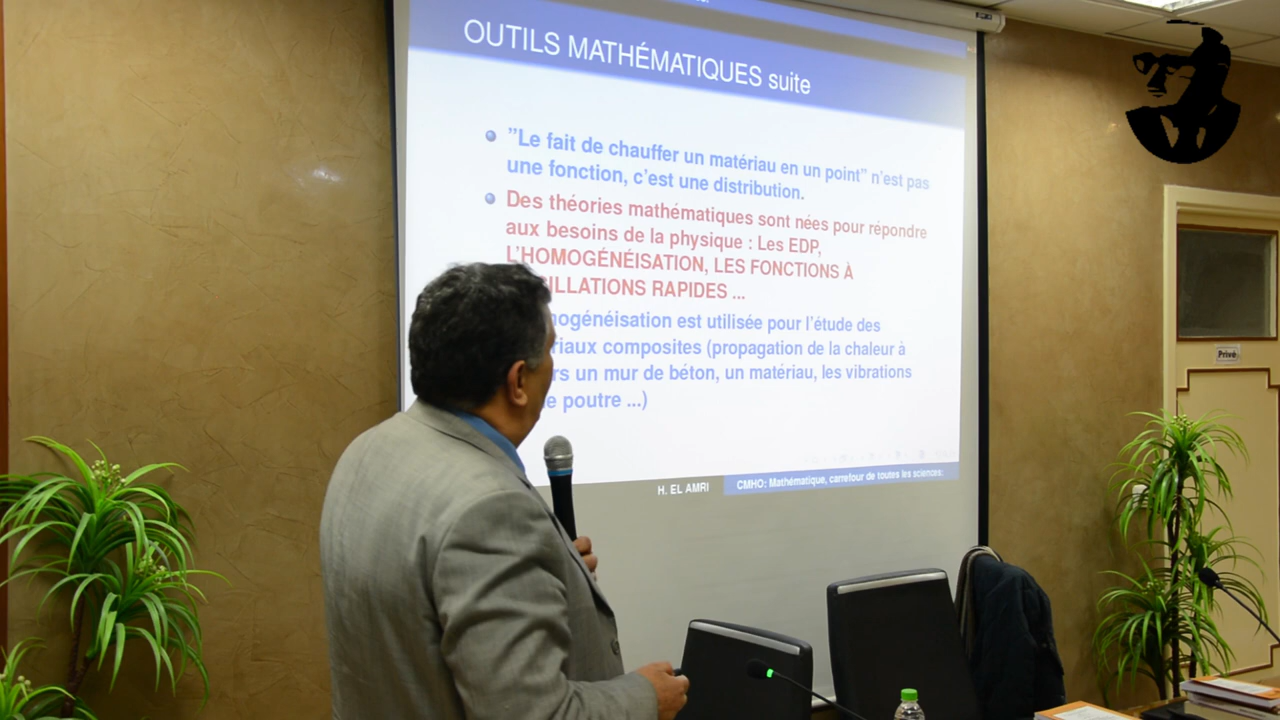 OUTILS MATHÉMATIQUES suite
"Le fait de chauffer un matériau en un point" n'est pas
une fonction, c'est une distribution.
Des théories mathématiques sont nées pour répondre
aux besoins de la physique : Les EDP,
L'HOMOGÉNÉISATION, LES FONCTIONS À
ILLATIONS RAPIDES ...
ogénéisation est utilisée pour l'étude des
riaux composites (propagation de la chaleur à
rs un mur de béton, un matériau, les vibrations
e poutre ...)
H. EL AMRI
CMHO: Mathématique, carrefour de toutes les sciences:
Privé